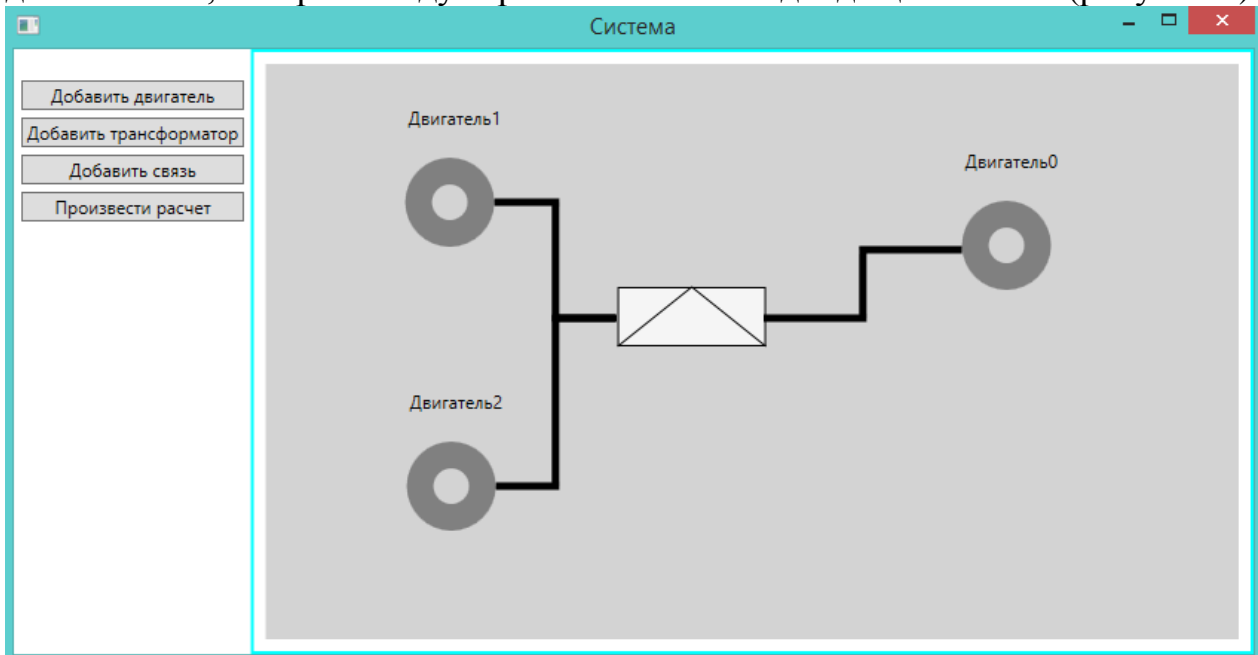 Система
Добавить двигатель
Добавить трансформатор
Добавить связь
Произвести расчет
Двигатель1
Двигатель0
Двигатель2